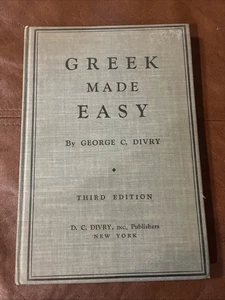 GREEK
MADE
EASY
By GEORGE C. DIVRY
THIRD EDITION
D. C. DIVRY, INC., Publishers
NEW YORK